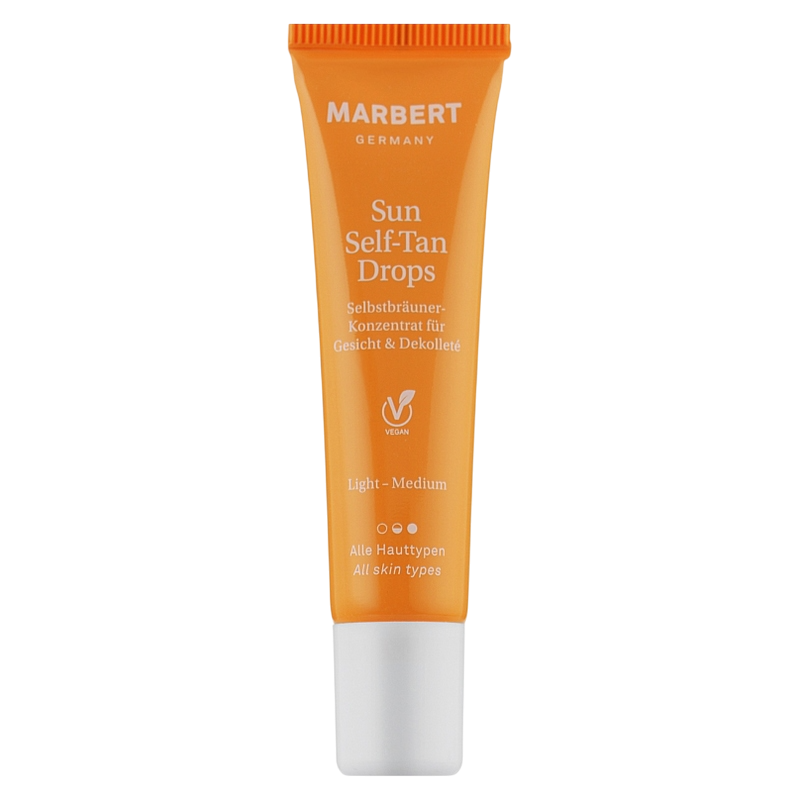 MARBERT
GERMANY
Sun
Self-Tan
Drops
Selbstbräuner-
Konzentrat für
Gesicht & Dekolleté
VEGAN
Light – Medium
Alle Hauttypen
All skin types